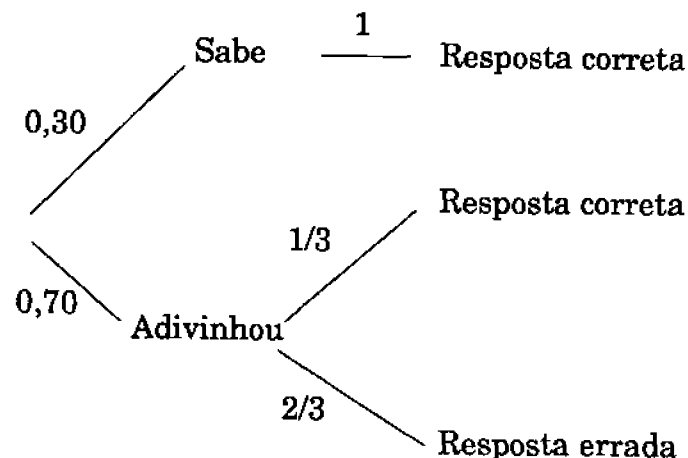 1
Sabe
Resposta correta
0,30
Resposta correta
1/3
0,70
Adivinhou
2/3
Resposta errada